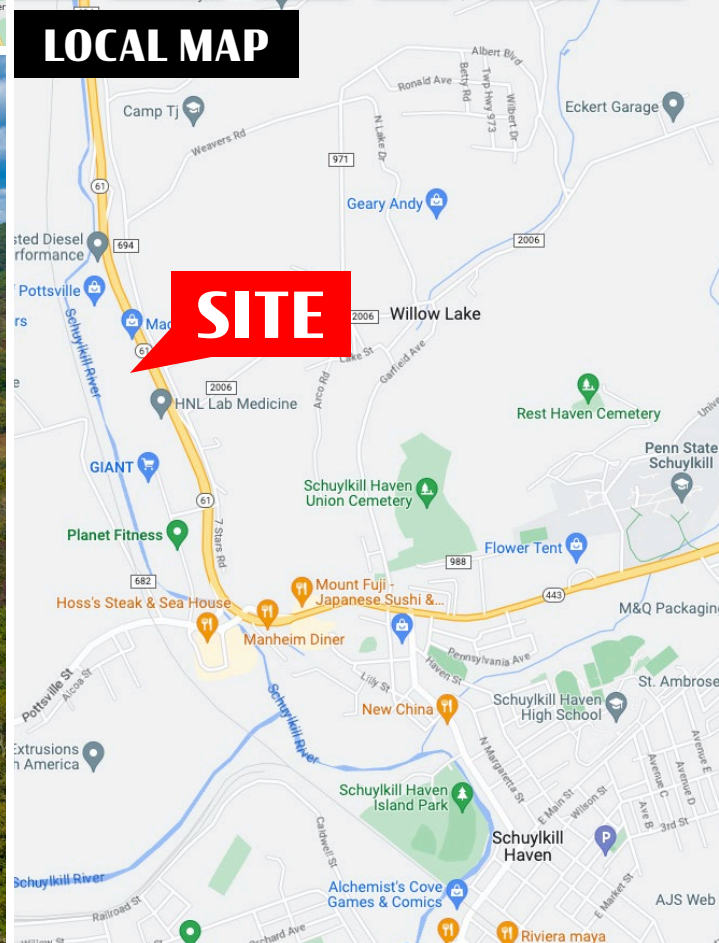 LOCAL MAP
Albert Blvd
Ronald Ave
Betty Rd
Twp Hwy 973
Wilbert Dr
Camp Tj
Eckert Garage
Weavers Rd
N Lake Dr
971
61
Geary Andy
sted Diesel
rformance
694
2006
Pottsville
rs
Schuylkill River
Mac
SITE
2006
Willow Lake
61
Lake St
Garfield Ave
Arco Rd
e
2006
HNL Lab Medicine
Rest Haven Cemetery
Unive
Penn State
Schuylkill
GIANT
Schuylkill Haven
Union Cemetery
61
7 Stars Rd
Planet Fitness
Flower Tent
988
682
Mount Fuji -
Japanese Sushi &...
443
Hoss's Steak & Sea House
M&Q Packagin
Manheim Diner
Pennsylvania Ave
Haven St
Pottsville St
Alcoa St
Lilly St
St. Ambrose
Schuylkill Haven
High School
New China
Schuylkill River
N Margaretta St
Avenue E
Avenue D
Avenue C
Extrusions
h America
Schuylkill Haven
Island Park
E Main St
Wilson St
Ave B
3rd St
Caldwell St
Schuylkill
Haven
P
Schuylkill River
Alchemist's Cove
Games & Comics
E Market St
AJS Web
Railroad St
Orchard Ave
Riviera maya